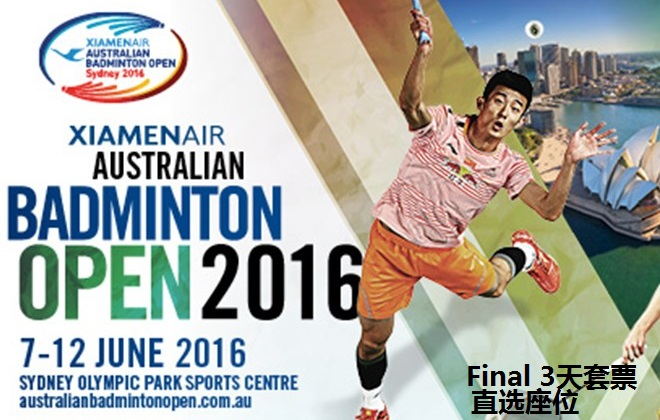 XIAMENAIR
AUSTRALIAN
BADMINTON OPEN
Sydney 2016
XIAMENAIR
AUSTRALIAN
BADMINTON
OPEN 2016
7-12 JUNE 2016
SYDNEY OLYMPIC PARK SPORTS CENTRE
australianbadmintonopen.com.au
Final 3天套票
直选座位